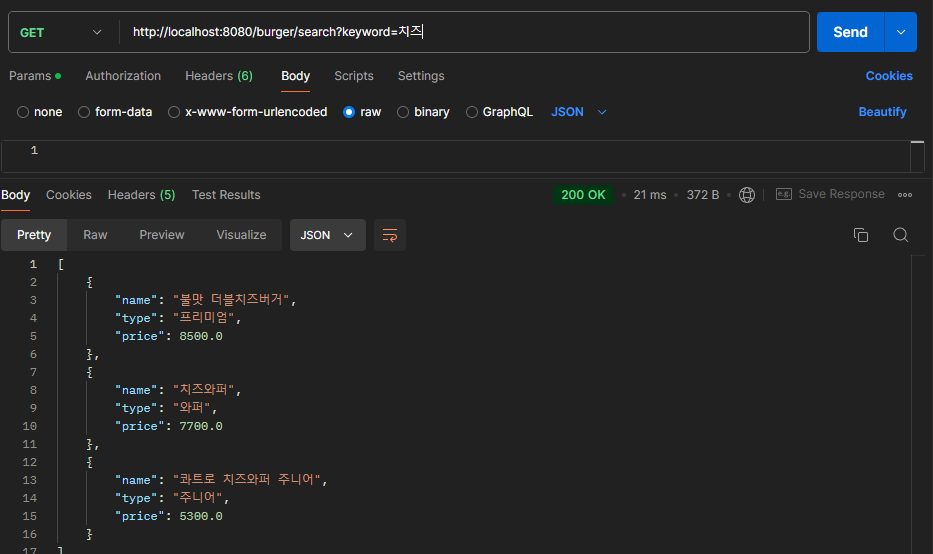 GET http://localhost:8080/burger/search?keyword=치즈 Send
Params Authorization Headers (6) Body Scripts Settings Cookies
none form-data x-www-form-urlencoded raw binary GraphQL JSON Beautify
1
Body Cookies Headers (5) Test Results 200 OK 21 ms 372 B e.g. Save Response
Pretty Raw Preview Visualize JSON
1 [
2 {
3 "name": "불맛 더블치즈버거",
4 "type": "프리미엄",
5 "price": 8500.0
6 },
7 {
8 "name": "치즈와퍼",
9 "type": "와퍼",
10 "price": 7700.0
11 },
12 {
13 "name": "콰트로 치즈와퍼 주니어",
14 "type": "주니어",
15 "price": 5300.0
16 }
17 ]